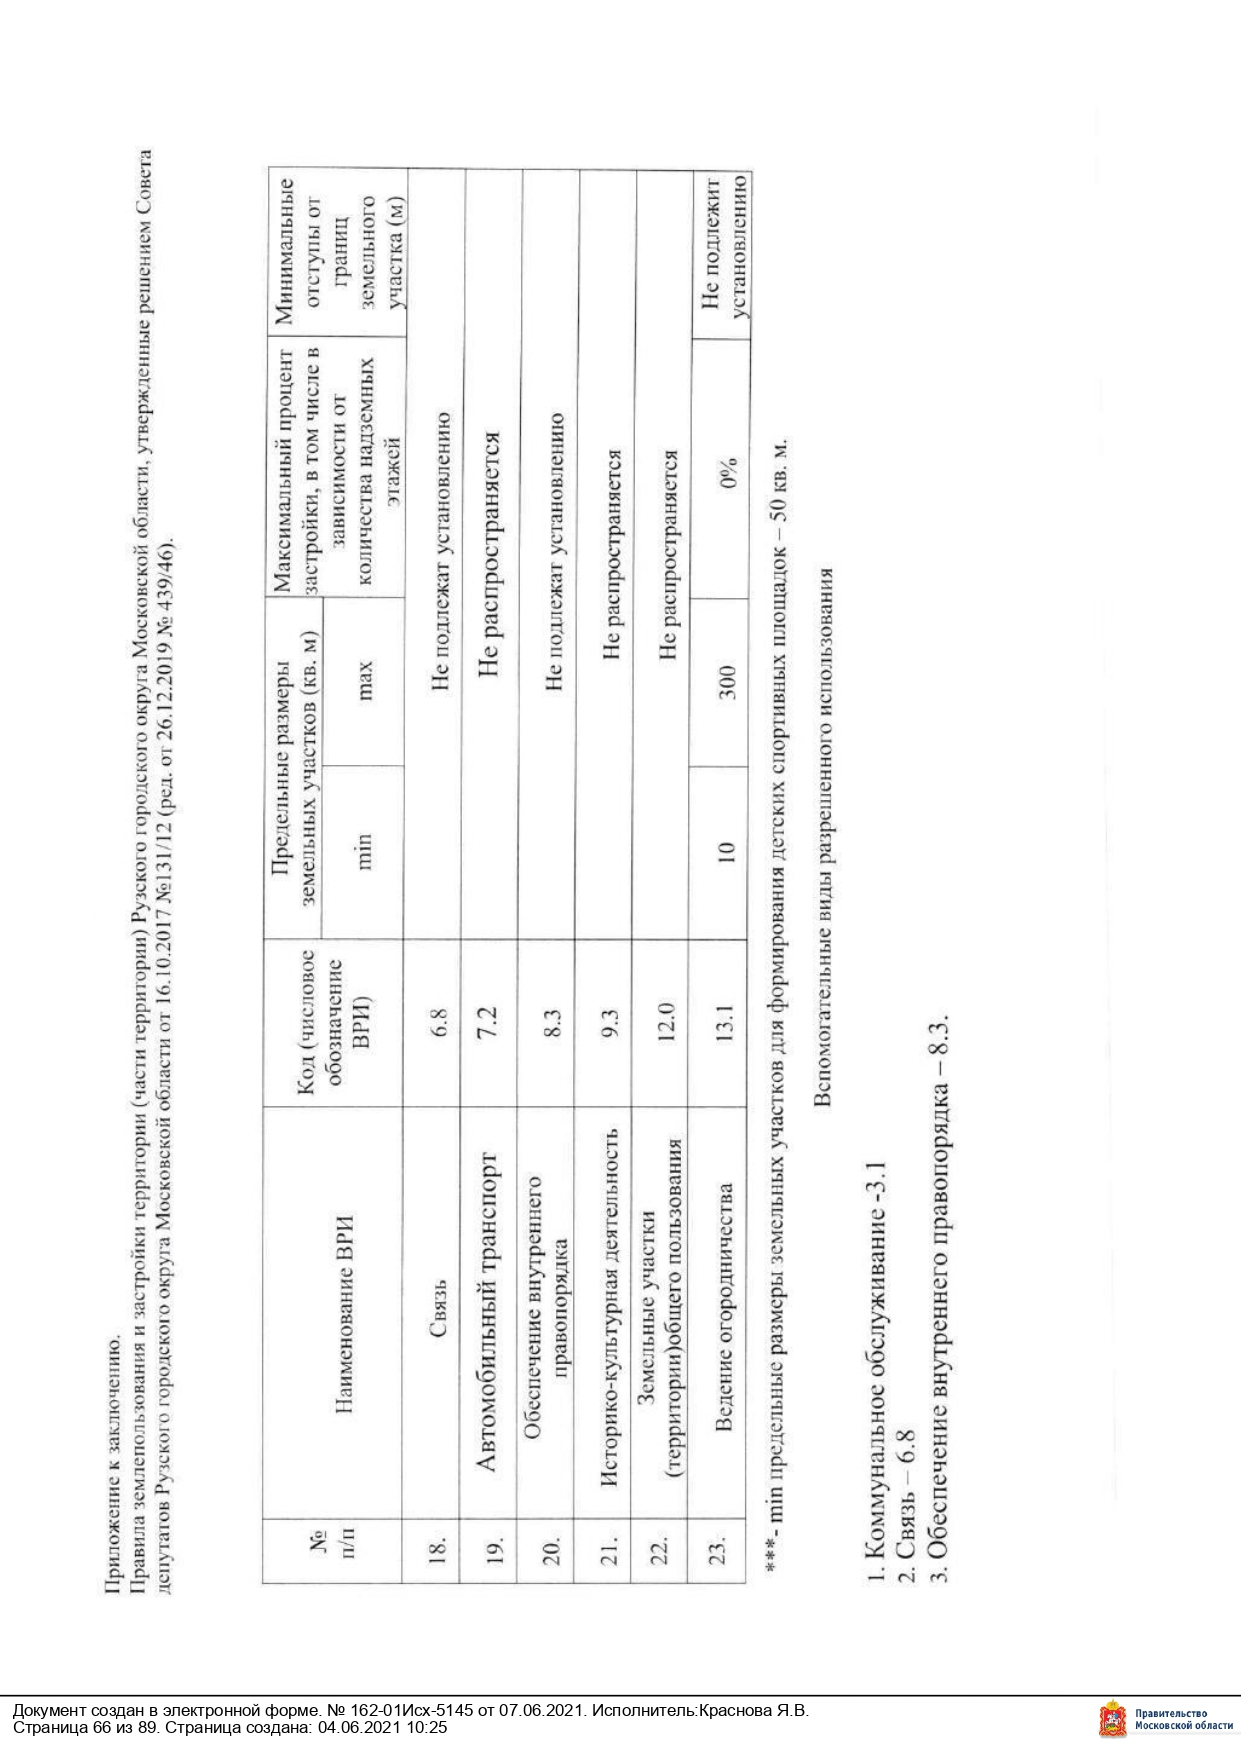 Приложение к заключению.
Правила землепользования и застройки территории (части территории) Рузского городского округа Московской области, утвержденные решением Совета
депутатов Рузского городского округа Московской области от 16.10.2017 №131/12 (ред. от 26.12.2019 № 439/46).
№
п/п
Наименование ВРИ
Код (числовое
обозначение
ВРИ)
Предельные размеры
земельных участков (кв. м)
min
max
Максимальный процент
застройки, в том числе в
зависимости от
количества надземных
этажей
Минимальные
отступы от
границ
земельного
участка (м)
18. Связь 6.8 Не подлежат установлению
19. Автомобильный транспорт 7.2 Не распространяется
20. Обеспечение внутреннего
правопорядка 8.3 Не подлежат установлению
21. Историко-культурная деятельность 9.3 Не распространяется
22. Земельные участки
(территории)общего пользования 12.0 Не распространяется
23. Ведение огородничества 13.1 10 300 0% Не подлежит
установлению
***- min предельные размеры земельных участков для формирования детских спортивных площадок – 50 кв. м.
Вспомогательные виды разрешенного использования
1. Коммунальное обслуживание -3.1
2. Связь – 6.8
3. Обеспечение внутреннего правопорядка – 8.3.
Документ создан в электронной форме. № 162-01Исх-5145 от 07.06.2021. Исполнитель:Краснова Я.В.
Страница 66 из 89. Страница создана: 04.06.2021 10:25
Правительство
Московской области